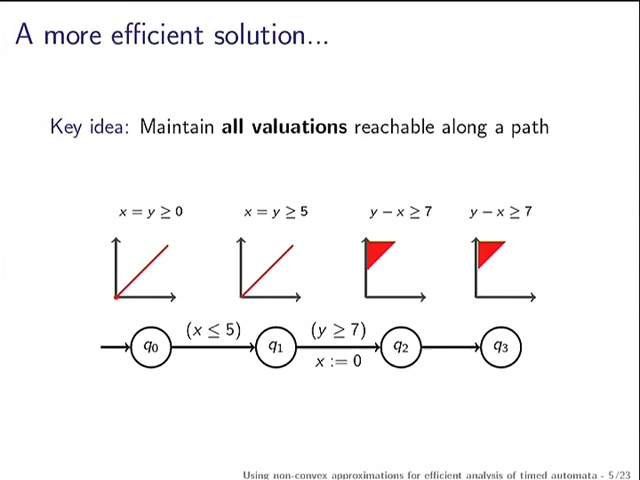 A more efficient solution...
Key idea: Maintain all valuations reachable along a path
x = y ≥ 0 x = y ≥ 5 y − x ≥ 7 y − x ≥ 7
(x ≤ 5) (y ≥ 7)
q0 q1 q2 q3
x := 0
Using non-convex approximations for efficient analysis of timed automata - 5/23